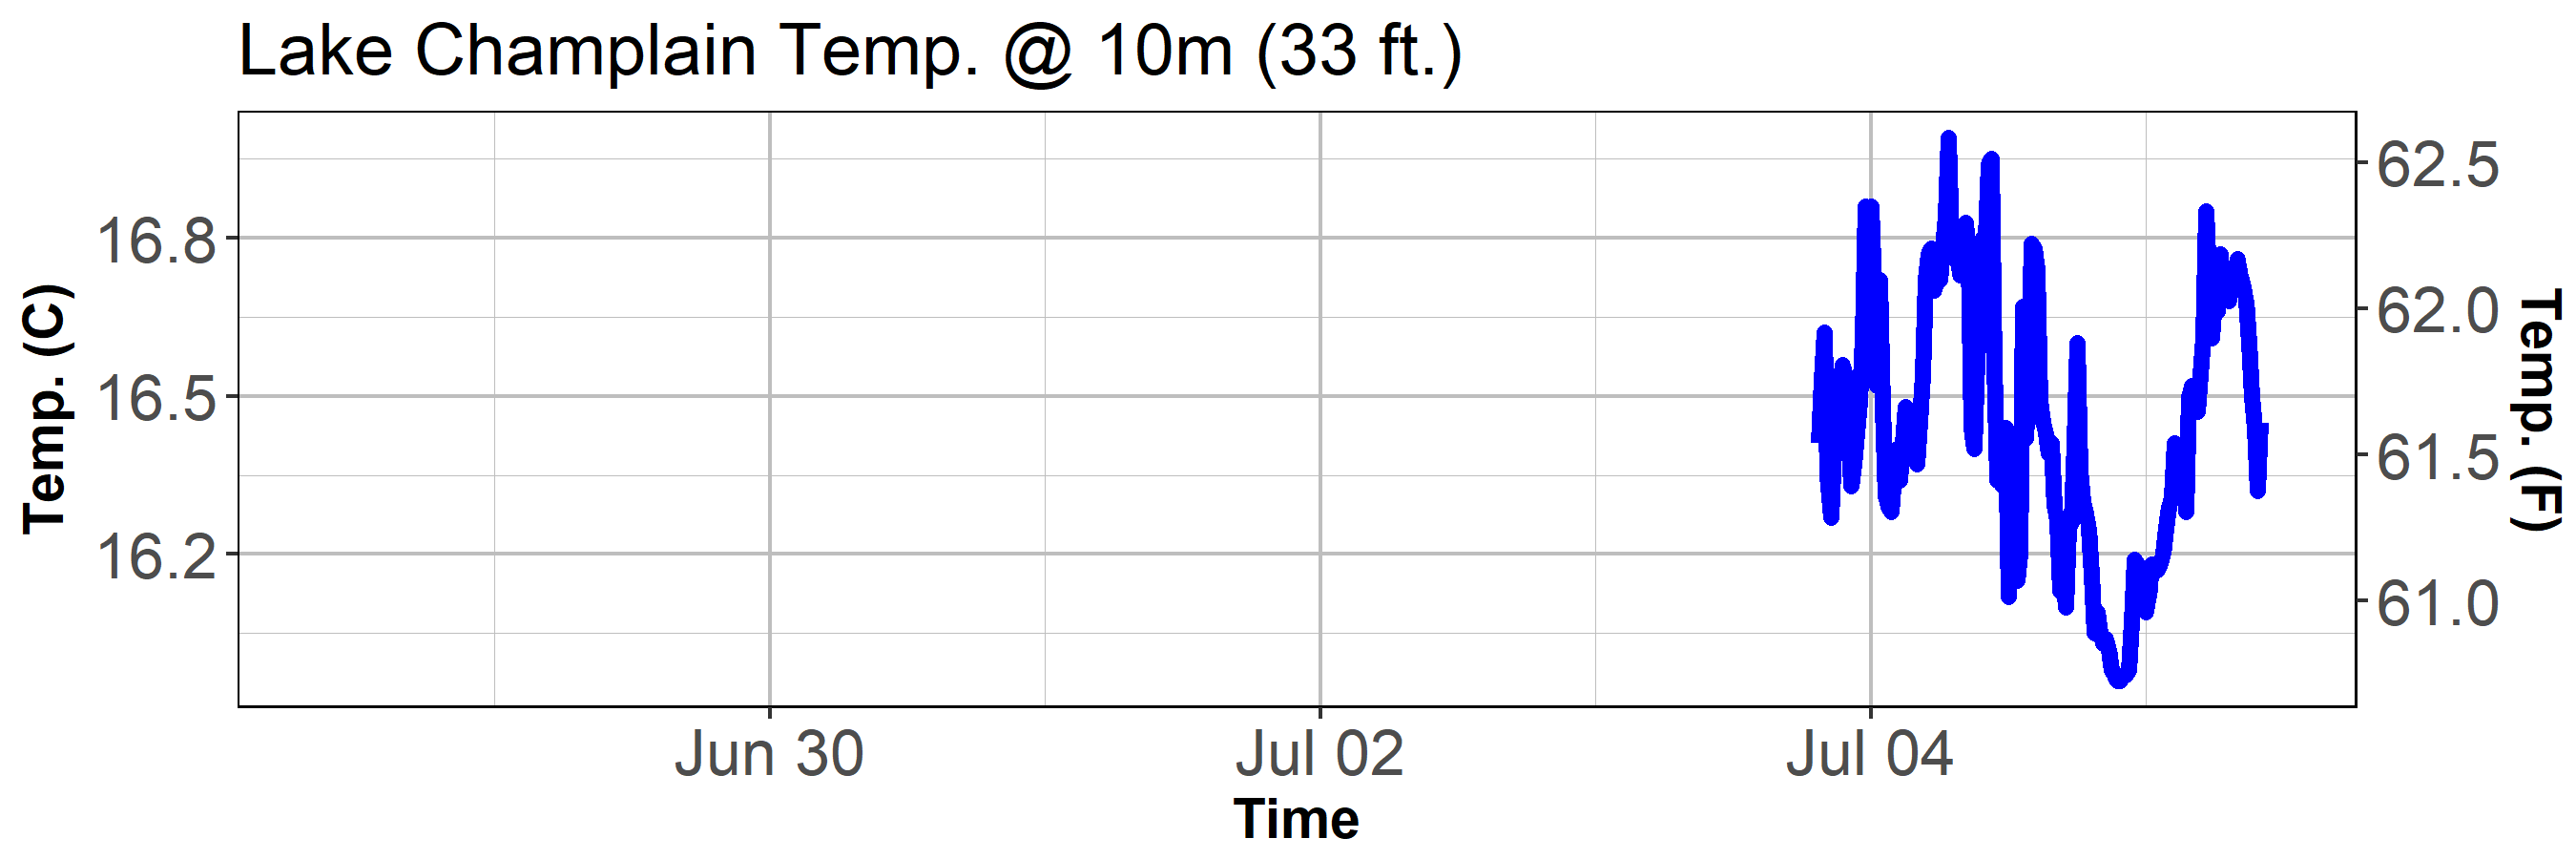 Lake Champlain Temp. @ 10m (33 ft.)
Temp. (C)
16.8
16.5
16.2
62.5
62.0
61.5
61.0
Temp. (F)
Jun 30
Jul 02
Jul 04
Time